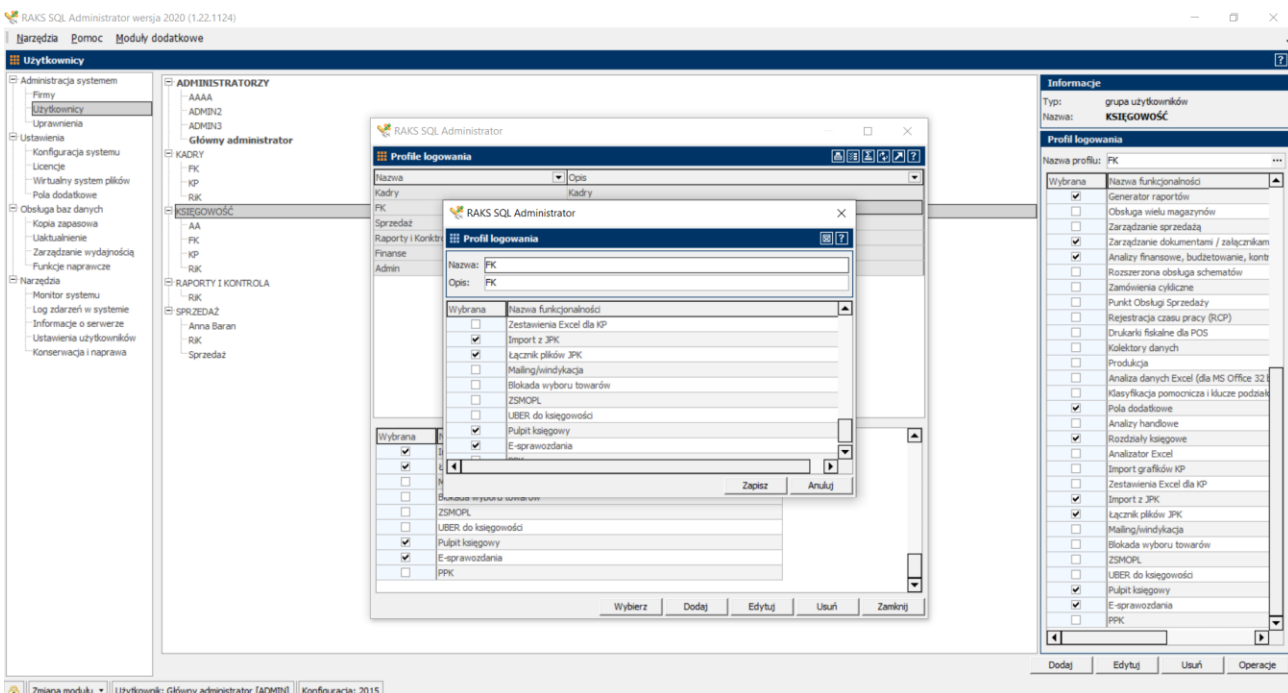 RAKS SQL Administrator wersja 2020 (1.22.1124)
Narzędzia Pomoc Moduły dodatkowe
Użytkownicy
Administracja systemem
Firmy
Użytkownicy
Uprawnienia
Ustawienia
Konfiguracja systemu
Licencje
Wirtualny system plików
Pola dodatkowe
Obsługa baz danych
Kopia zapasowa
Uaktualnienie
Zarządzanie wydajnością
Funkcje naprawcze
Narzędzia
Monitor systemu
Log zdarzeń w systemie
Informacje o serwerze
Ustawienia użytkowników
Konserwacja i naprawa
ADMINISTRATORZY
AAAA
ADMIN2
ADMIN3
Główny administrator
KADRY
FK
KP
RiK
KSIĘGOWOŚĆ
AA
FK
KP
RiK
RAPORTY I KONTROLA
RiK
SPRZEDAŻ
Anna Baran
RiK
Sprzedaż
RAKS SQL Administrator
Profile logowania
Nazwa Opis
Kadry Kadry
FK
Sprzedaż
Raporty i Kontr
Finanse
Admin
Wybrana
Blokada wyboru towarów
ZSMOPL
UBER do księgowości
Pulpit księgowy
E-sprawozdania
PPK
Wybierz Dodaj Edytuj Usuń Zamknij
RAKS SQL Administrator
Profil logowania
Nazwa: FK
Opis: FK
Wybrana Nazwa funkcjonalności
Zestawienia Excel dla KP
Import z JPK
Łącznik plików JPK
Mailing/windykacja
Blokada wyboru towarów
ZSMOPL
UBER do księgowości
Pulpit księgowy
E-sprawozdania
Zapisz Anuluj
Informacje
Typ: grupa użytkowników
Nazwa: KSIĘGOWOŚĆ
Profil logowania
Nazwa profilu: FK ...
Wybrana Nazwa funkcjonalności
Generator raportów
Obsługa wielu magazynów
Zarządzanie sprzedażą
Zarządzanie dokumentami / załącznikam
Analizy finansowe, budżetowanie, kontr
Rozszerzona obsługa schematów
Zamówienia cykliczne
Punkt Obsługi Sprzedaży
Rejestracja czasu pracy (RCP)
Drukarki fiskalne dla POS
Kolektory danych
Produkcja
Analiza danych Excel (dla MS Office 32 b
Klasyfikacja pomocnicza i klucze podziało
Pola dodatkowe
Analizy handlowe
Rozdziały księgowe
Analizator Excel
Import grafików KP
Zestawienia Excel dla KP
Import z JPK
Łącznik plików JPK
Mailing/windykacja
Blokada wyboru towarów
ZSMOPL
UBER do księgowości
Pulpit księgowy
E-sprawozdania
PPK
Dodaj Edytuj Usuń Operacje
Zmiana modułu Użytkownik: Główny administrator [ADMIN] Konfiguracja: 2015